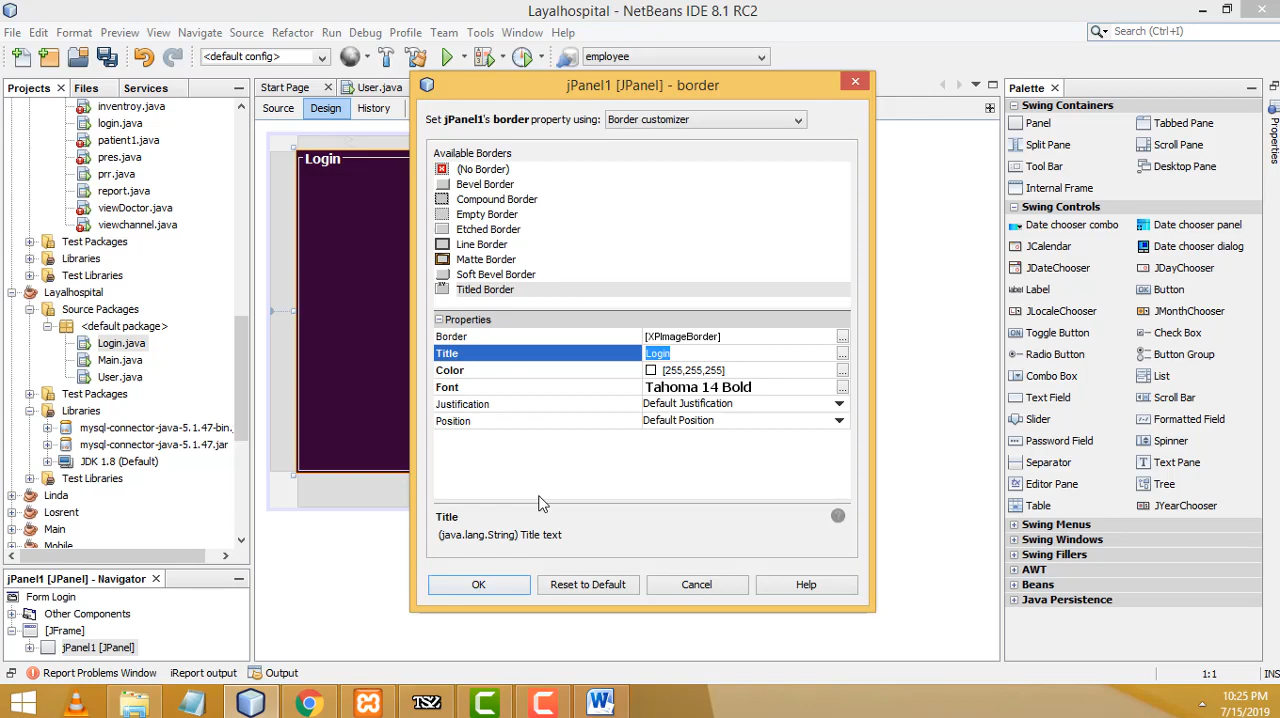 Layalhospital - NetBeans IDE 8.1 RC2
File Edit Format Preview View Navigate Source Refactor Run Debug Profile Team Tools Window Help
Search (Ctrl+I)
<default config>
employee
Projects
Files
Services
inventroy.java
login.java
patient1.java
pres.java
prr.java
report.java
viewDoctor.java
viewchannel.java
Test Packages
Libraries
Test Libraries
Layalhospital
Source Packages
<default package>
Login.java
Main.java
User.java
Test Packages
Libraries
mysql-connector-java-5.1.47-bin.
mysql-connector-java-5.1.47.jar
JDK 1.8 (Default)
Test Libraries
Linda
Losrent
Main
Mobile
jPanel1 [JPanel] - Navigator
Form Login
Other Components
[JFrame]
jPanel1 [JPanel]
Start Page
User.java
Source
Design
History
Login
jPanel1 [JPanel] - border
Set jPanel1's border property using:
Border customizer
Available Borders
(No Border)
Bevel Border
Compound Border
Empty Border
Etched Border
Line Border
Matte Border
Soft Bevel Border
Titled Border
Properties
Border [XPImageBorder]
Title Login
Color [255,255,255]
Font Tahoma 14 Bold
Justification Default Justification
Position Default Position
Title
(java.lang.String) Title text
OK
Reset to Default
Cancel
Help
Palette
Swing Containers
Panel Tabbed Pane
Split Pane Scroll Pane
Tool Bar Desktop Pane
Internal Frame
Swing Controls
Date chooser combo Date chooser panel
JCalendar Date chooser dialog
JDateChooser JDayChooser
Label Button
JLocaleChooser JMonthChooser
Toggle Button Check Box
Radio Button Button Group
Combo Box List
Text Field Scroll Bar
Slider Formatted Field
Password Field Spinner
Separator Text Pane
Editor Pane Tree
Table JYearChooser
Swing Menus
Swing Windows
Swing Fillers
AWT
Beans
Java Persistence
Properties
Report Problems Window iReport output Output
1:1 INS
TSZ
10:25 PM
7/15/2019